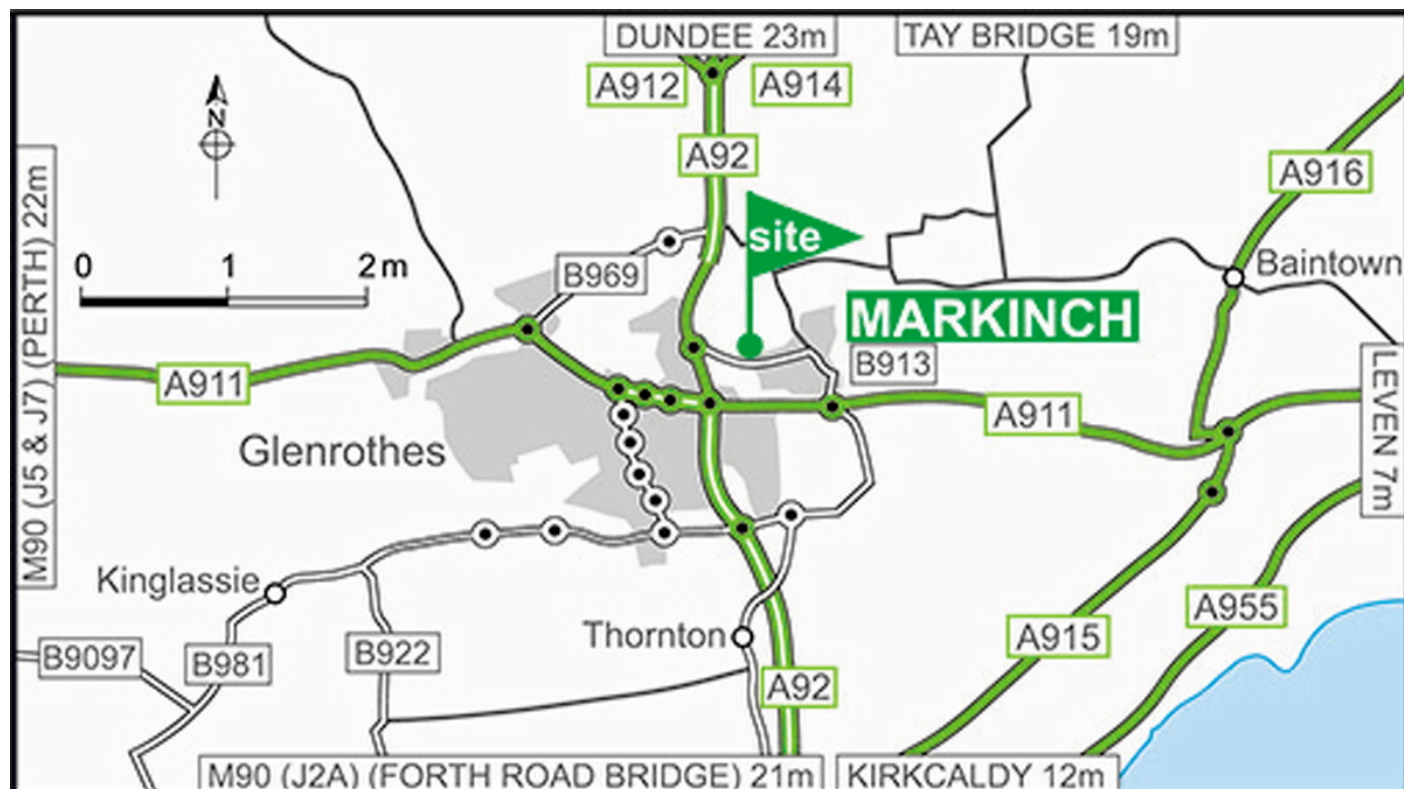 DUNDEE 23m
TAY BRIDGE 19m
A912
A914
A92
A916
N
M90 (J5 & J7) (PERTH) 22m
site
0 1 2 m
B969
Baintown
MARKINCH
B913
A911
A911
LEVEN 7m
Glenrothes
Kinglassie
A955
Thornton
A915
B9097
B981
B922
A92
M90 (J2A) (FORTH ROAD BRIDGE) 21m
KIRKCALDY 12m